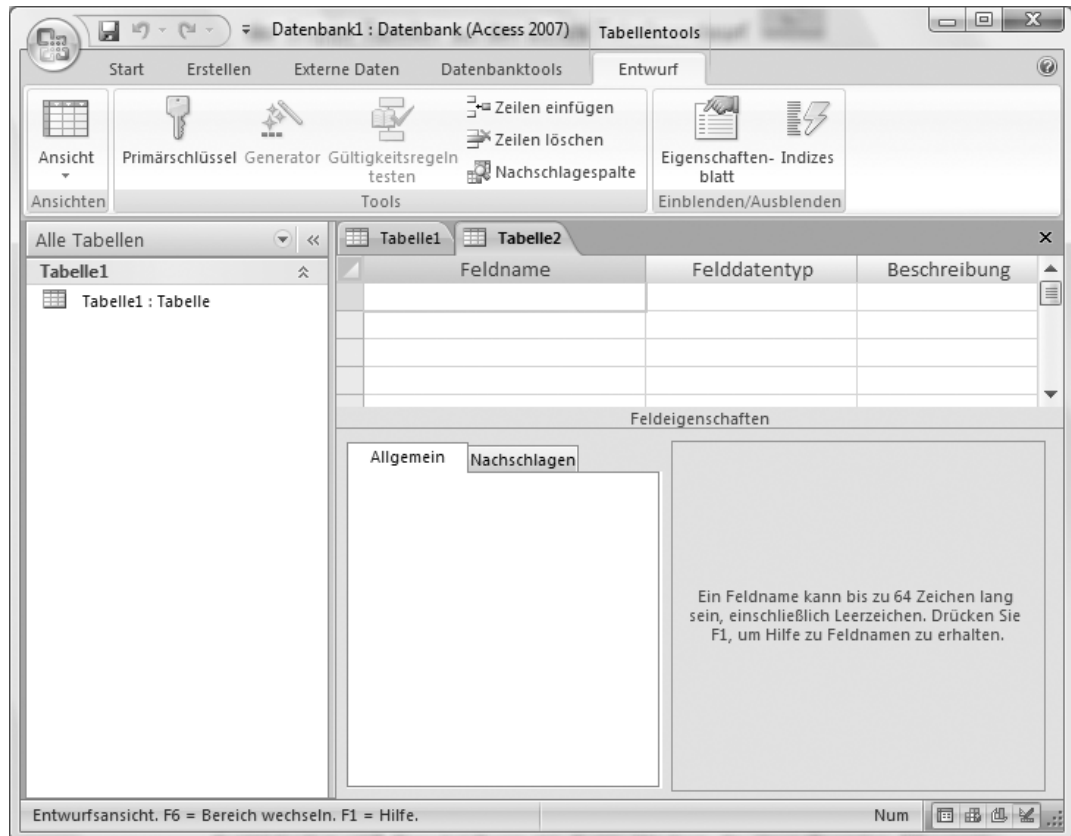 Datenbank1 : Datenbank (Access 2007) Tabellentools
Start Erstellen Externe Daten Datenbanktools Entwurf
Ansicht
Primärschlüssel
Generator
Gültigkeitsregeln
testen
Zeilen einfügen
Zeilen löschen
Nachschlagespalte
Eigenschaften-
blatt
Indizes
Ansichten Tools Einblenden/Ausblenden
Alle Tabellen
Tabelle1
Tabelle1 : Tabelle
Tabelle1 Tabelle2
Feldname Felddatentyp Beschreibung
Feldeigenschaften
Allgemein Nachschlagen
Ein Feldname kann bis zu 64 Zeichen lang
sein, einschließlich Leerzeichen. Drücken Sie
F1, um Hilfe zu Feldnamen zu erhalten.
Entwurfsansicht. F6 = Bereich wechseln. F1 = Hilfe. Num